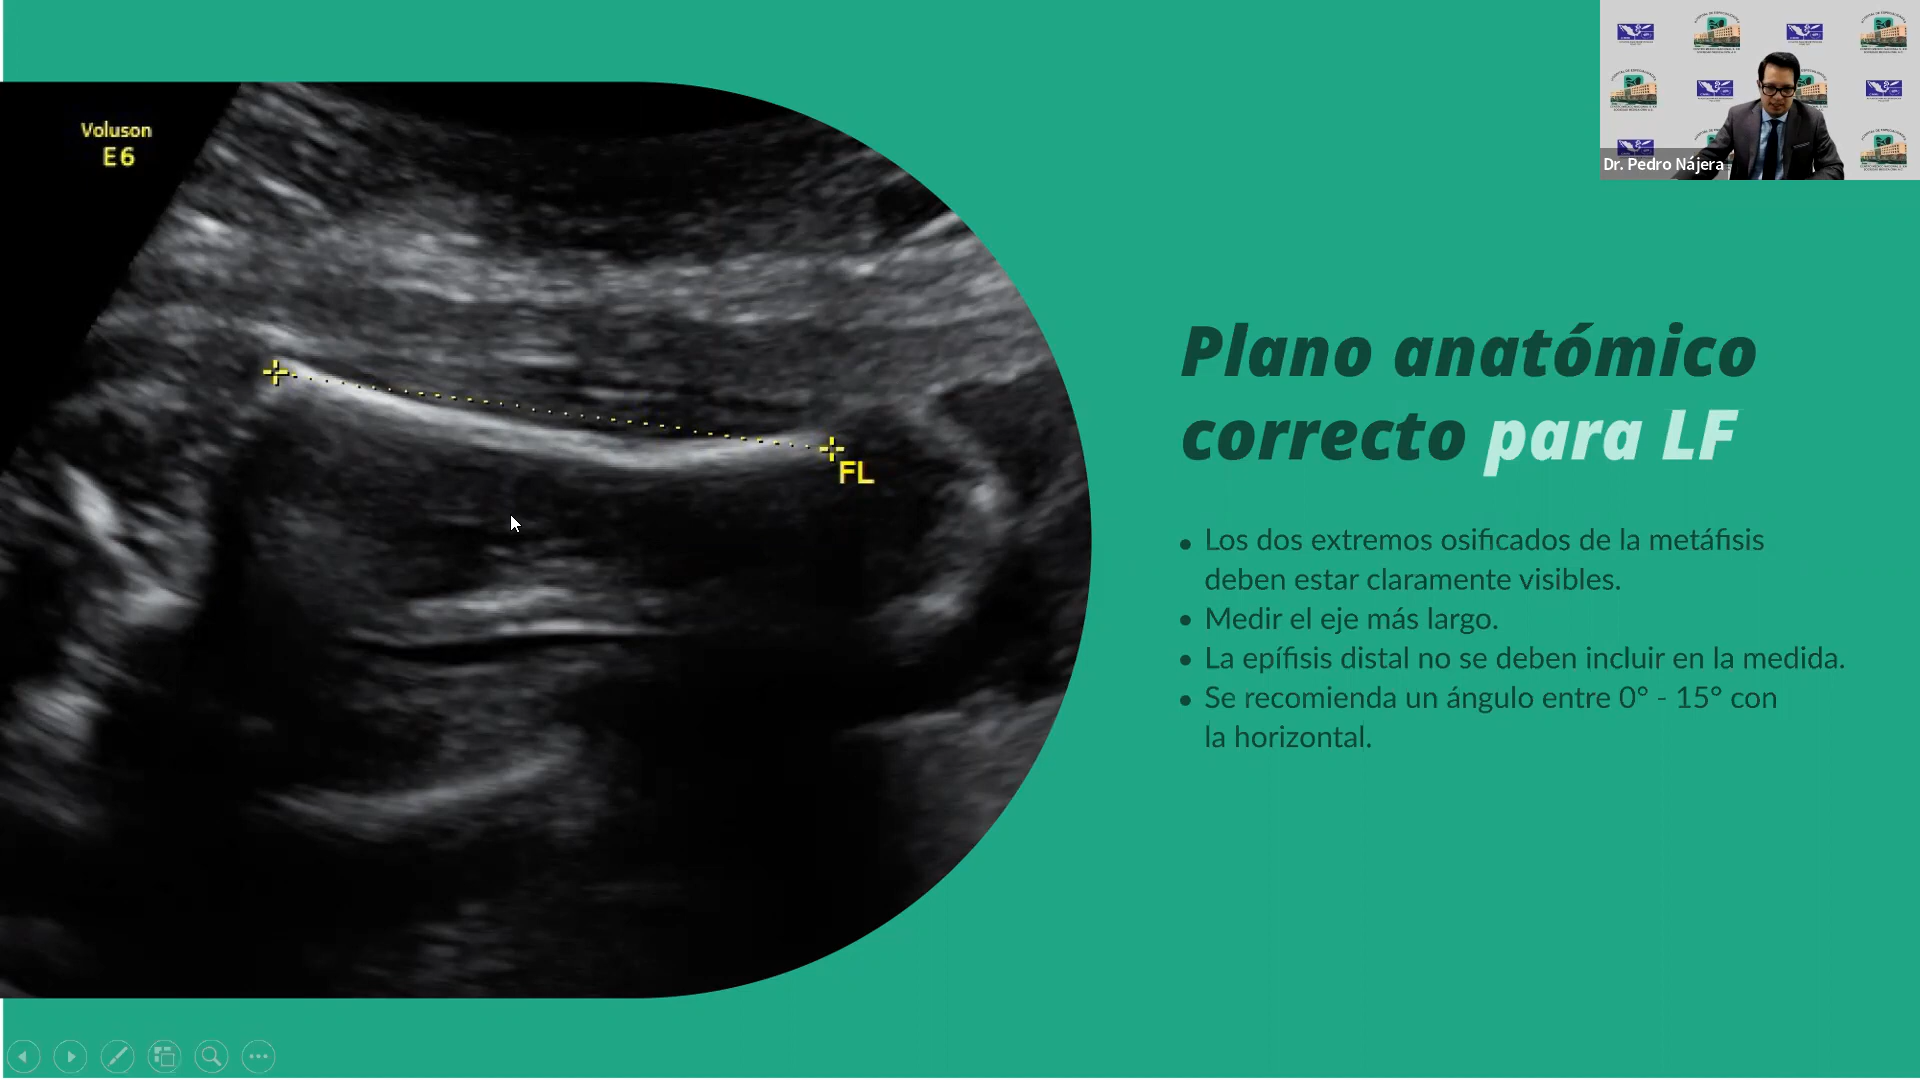 Voluson
E6
FL
Dr. Pedro Nájera
Plano anatómico
correcto para LF
• Los dos extremos osificados de la metáfisis
deben estar claramente visibles.
• Medir el eje más largo.
• La epífisis distal no se deben incluir en la medida.
• Se recomienda un ángulo entre 0° - 15° con
la horizontal.